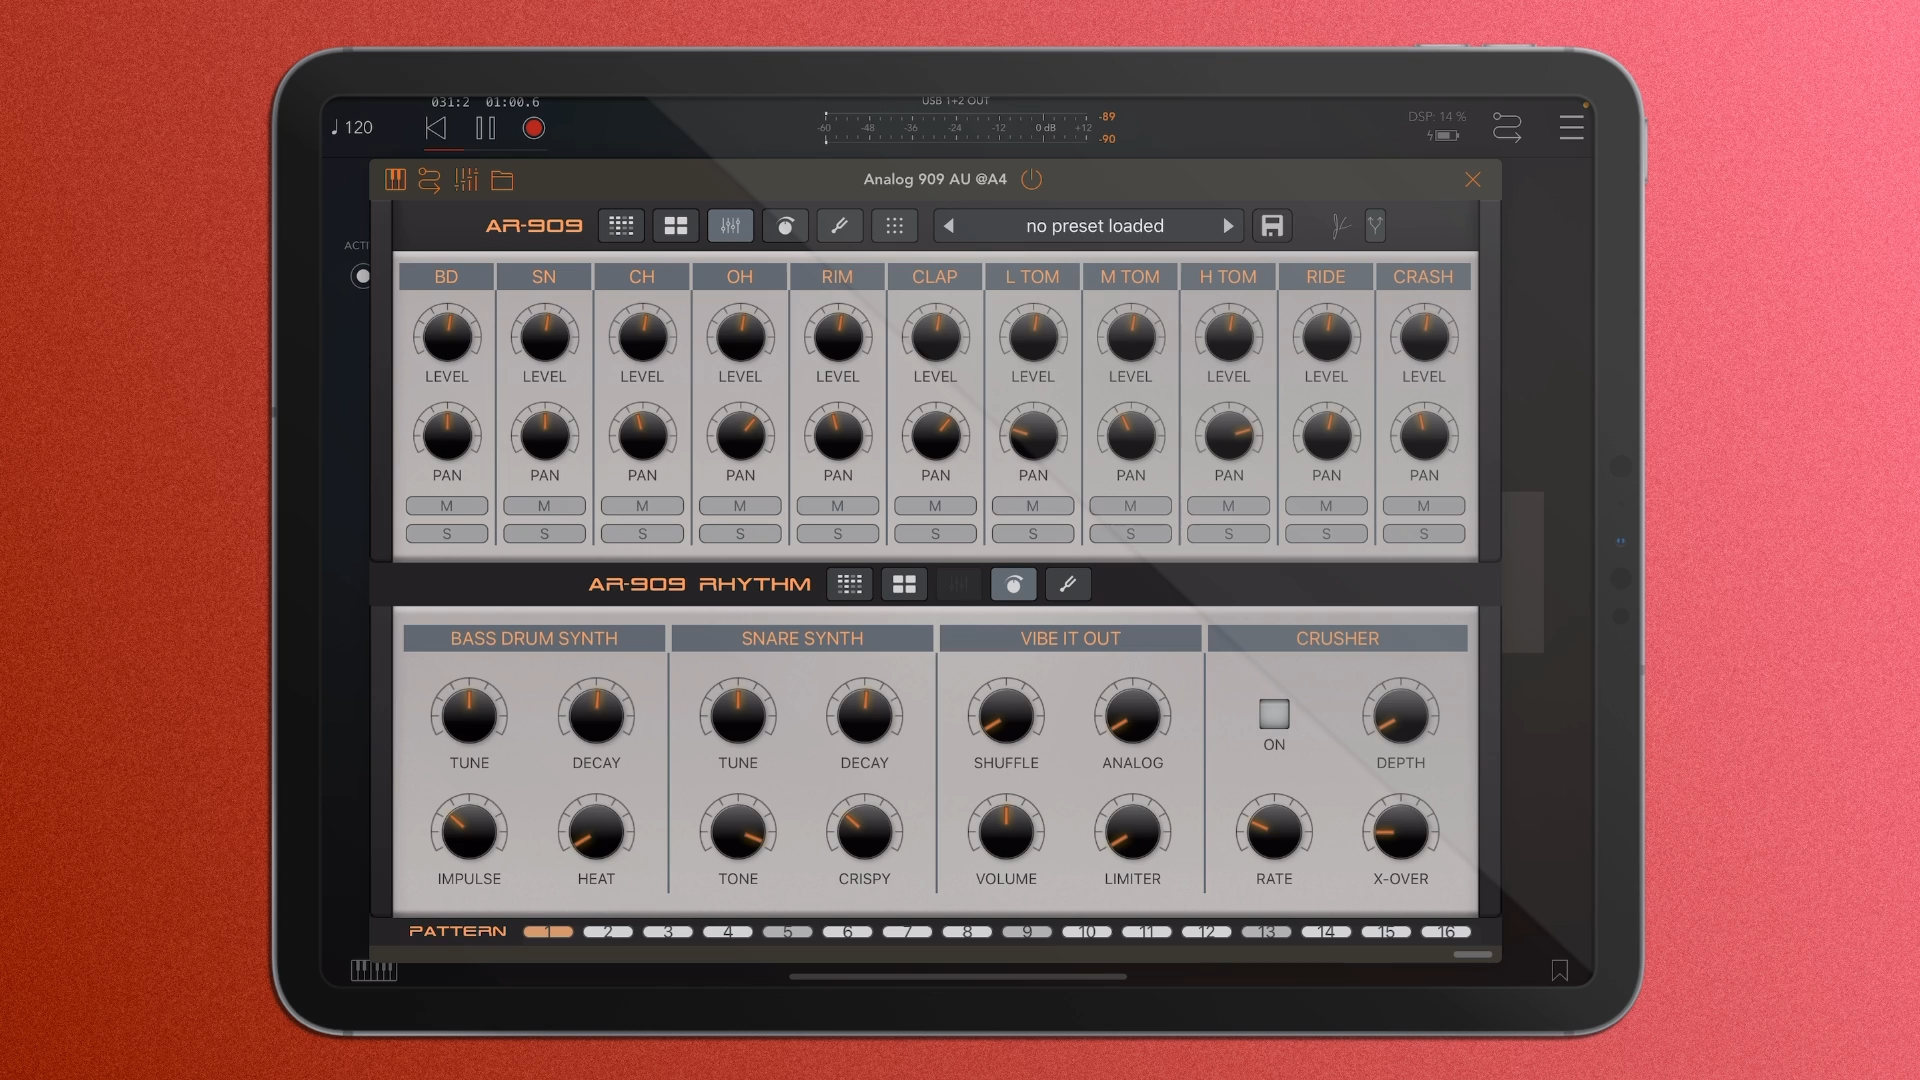 031:2 01:00.6
USB 1+2 OUT
120
-60 -48 -36 -24 -12 0 dB +12
-89
-90
DSP: 14 %
Analog 909 AU @A4
AR-909
no preset loaded
ACTI
BD SN CH OH RIM CLAP L TOM M TOM H TOM RIDE CRASH
LEVEL LEVEL LEVEL LEVEL LEVEL LEVEL LEVEL LEVEL LEVEL LEVEL LEVEL
PAN PAN PAN PAN PAN PAN PAN PAN PAN PAN PAN
M M M M M M M M M M M
S S S S S S S S S S S
AR-909 RHYTHM
BASS DRUM SYNTH SNARE SYNTH VIBE IT OUT CRUSHER
ON
TUNE DECAY TUNE DECAY SHUFFLE ANALOG DEPTH
IMPULSE HEAT TONE CRISPY VOLUME LIMITER RATE X-OVER
PATTERN 1 2 3 4 5 6 7 8 9 10 11 12 13 14 15 16